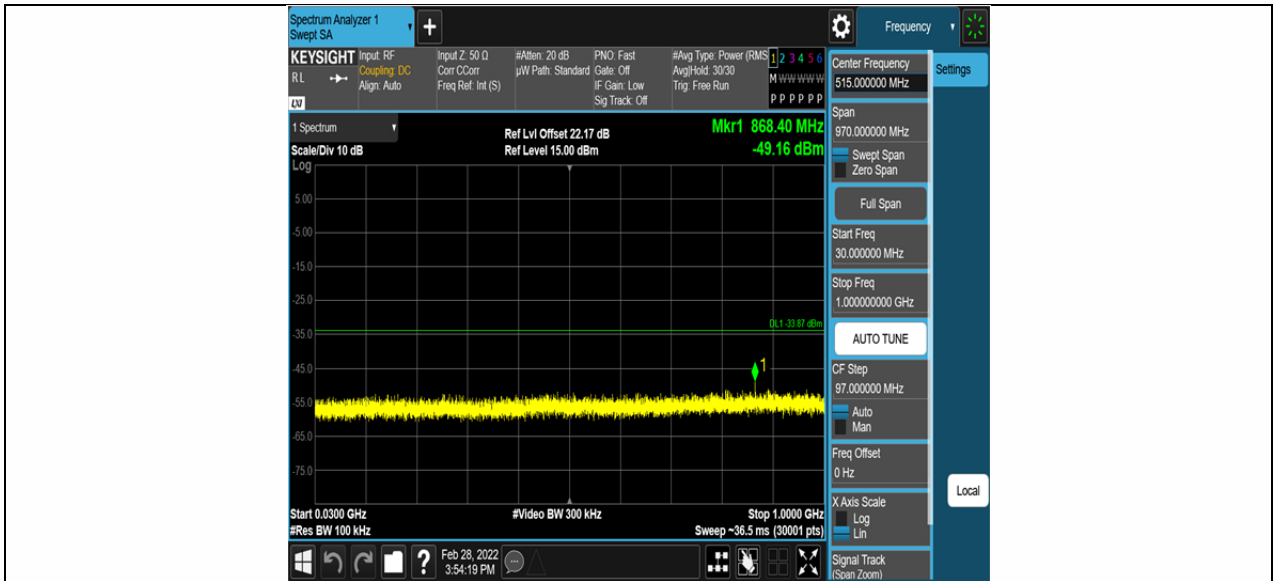 Spectrum Analyzer 1
Swept SA
+
Frequency
KEYSIGHT
RL
LXI
Input: RF
Coupling: DC
Align: Auto
Input Z: 50 Ω
Corr CCorr
Freq Ref: Int (S)
#Atten: 20 dB
µW Path: Standard
PNO: Fast
Gate: Off
IF Gain: Low
Sig Track: Off
#Avg Type: Power (RMS
Avg|Hold: 30/30
Trig: Free Run
1 2 3 4 5 6
M W W W W W
P P P P P P
1 Spectrum
Scale/Div 10 dB
Log
Ref Lvl Offset 22.17 dB
Ref Level 15.00 dBm
Mkr1 868.40 MHz
-49.16 dBm
5.00
-5.00
-15.0
-25.0
-35.0
-45.0
-55.0
-65.0
-75.0
DL1 -33.87 dBm
1
Start 0.0300 GHz
#Res BW 100 kHz
#Video BW 300 kHz
Stop 1.0000 GHz
Sweep ~36.5 ms (30001 pts)
?
Feb 28, 2022
3:54:19 PM
Center Frequency
515.000000 MHz
Span
970.000000 MHz
Swept Span
Zero Span
Full Span
Start Freq
30.000000 MHz
Stop Freq
1.000000000 GHz
AUTO TUNE
CF Step
97.000000 MHz
Auto
Man
Freq Offset
0 Hz
X Axis Scale
Log
Lin
Signal Track
(Span Zoom)
Settings
Local